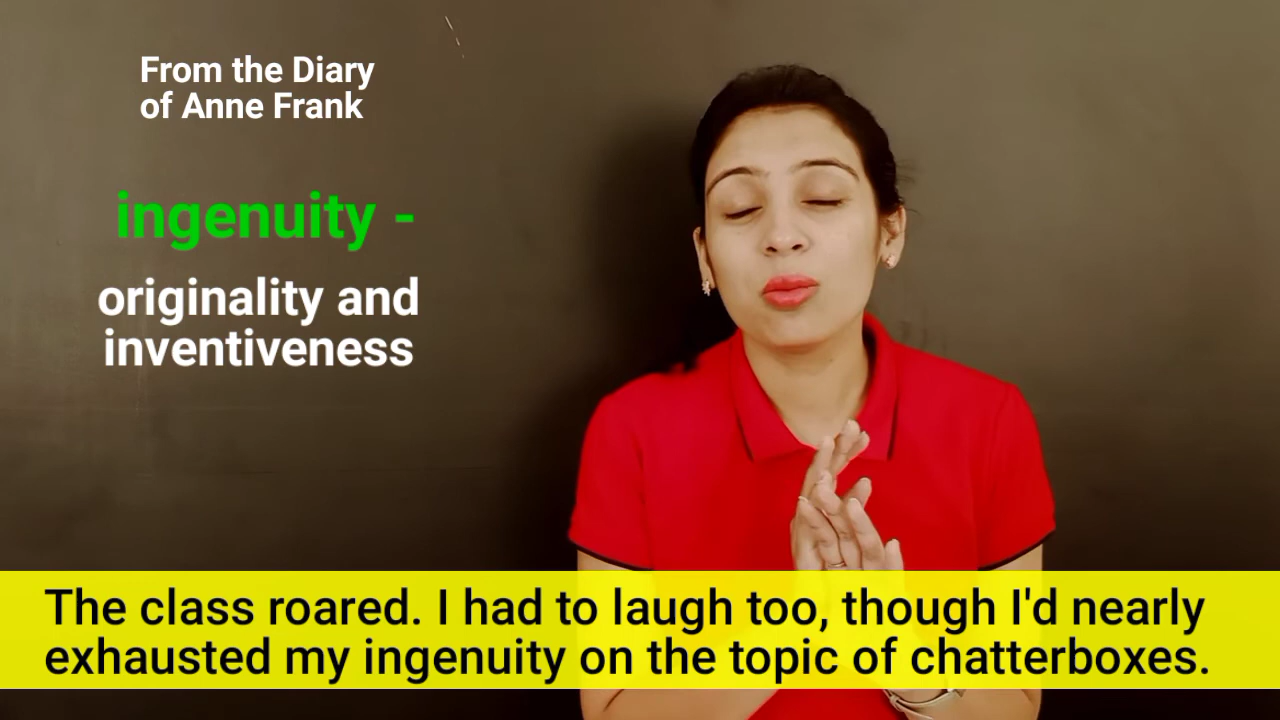 From the Diary
of Anne Frank
ingenuity -
originality and
inventiveness
The class roared. I had to laugh too, though I'd nearly
exhausted my ingenuity on the topic of chatterboxes.